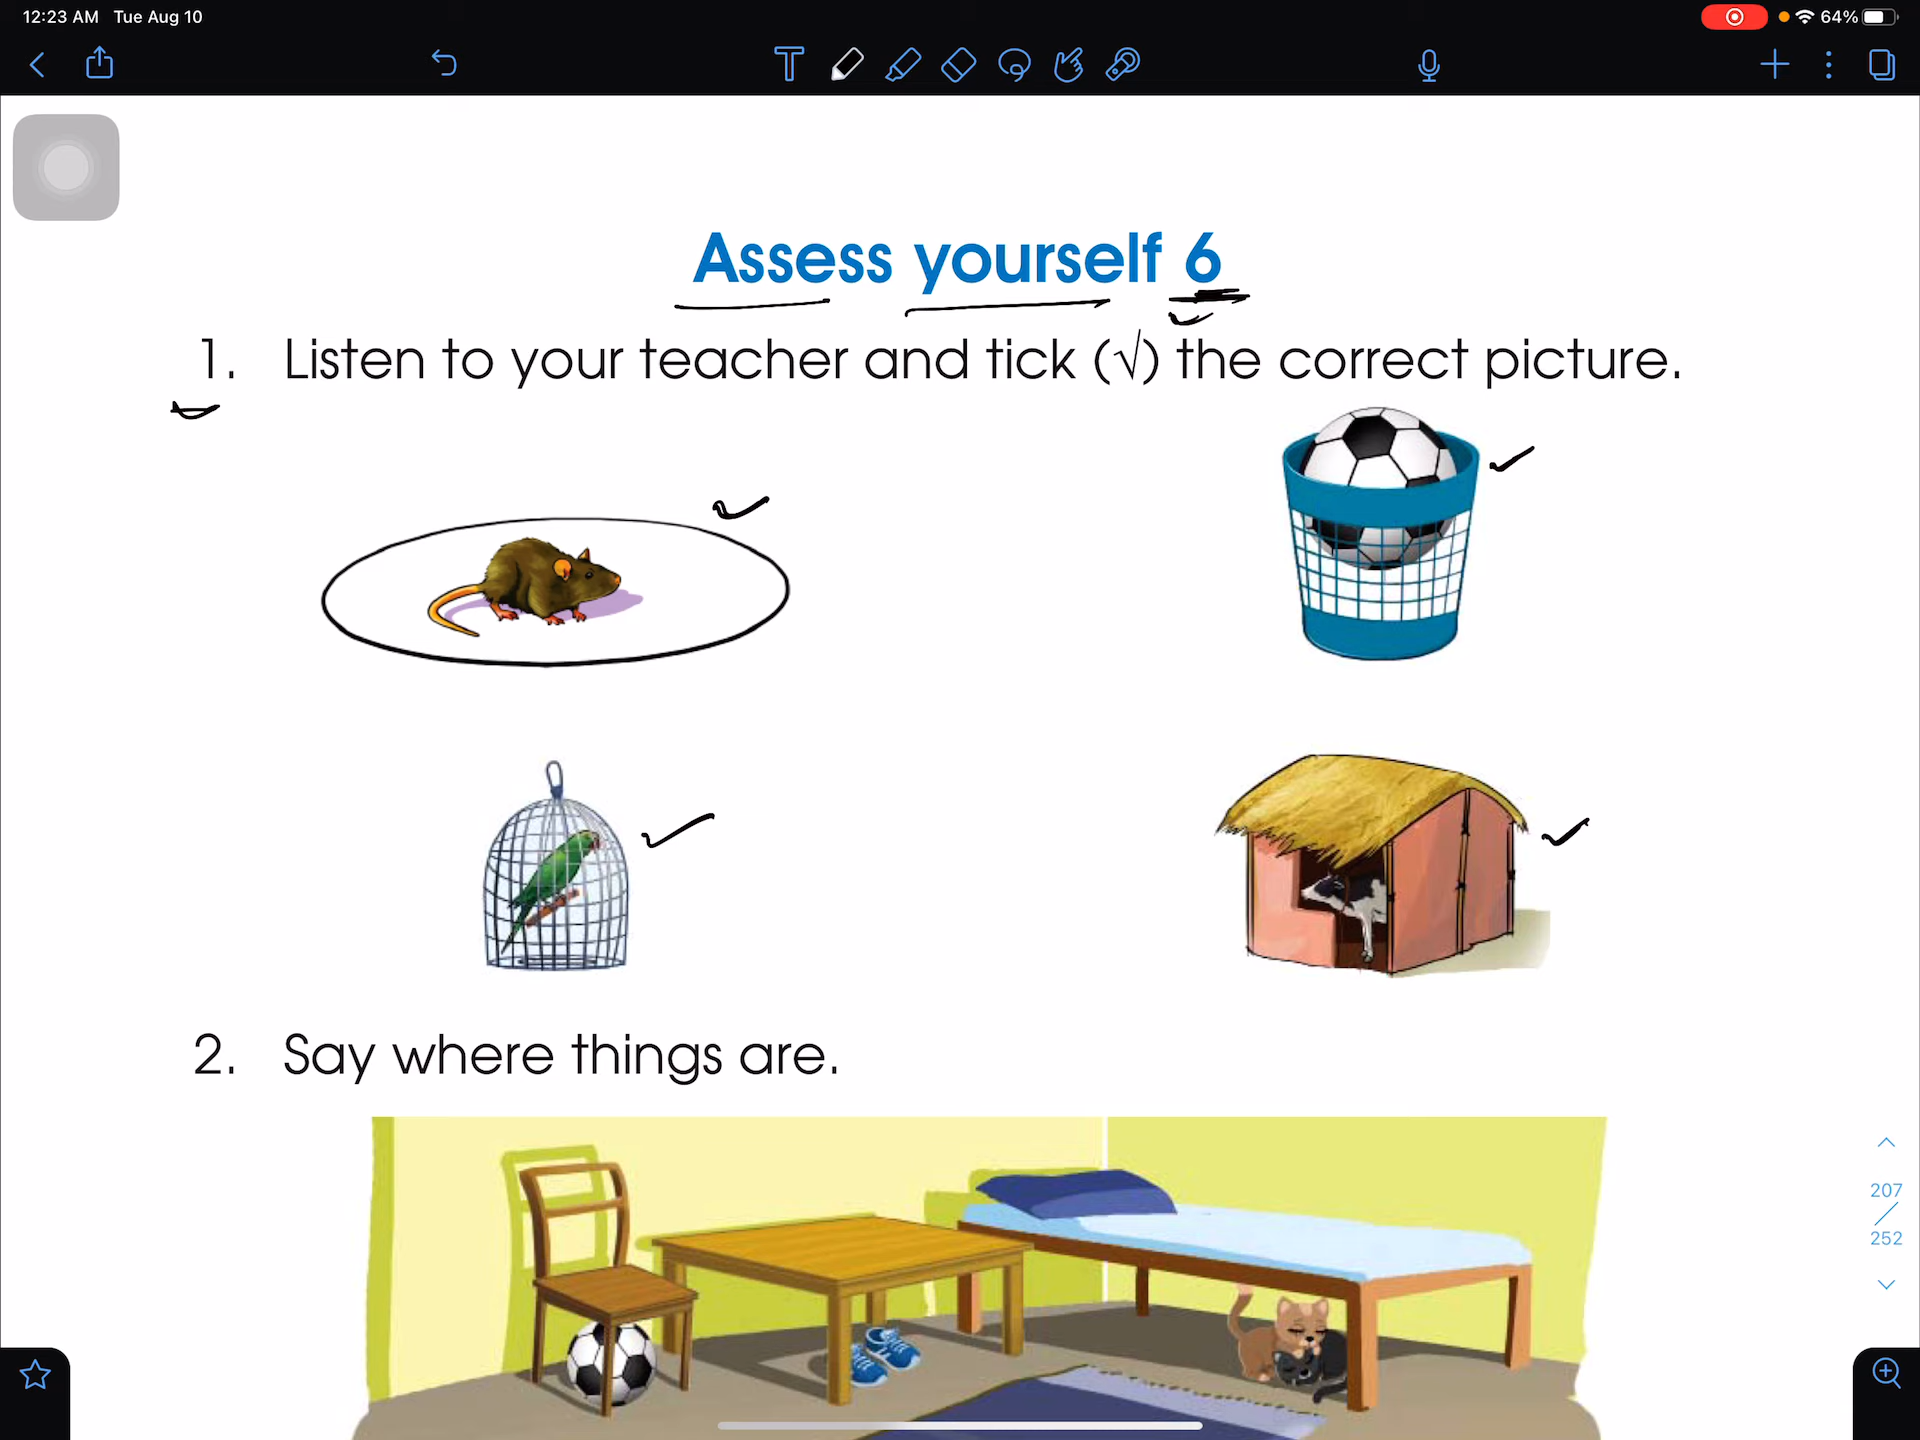 12:23 AM Tue Aug 10
64%
Assess yourself 6
1. Listen to your teacher and tick (√) the correct picture.
2. Say where things are.
207
252